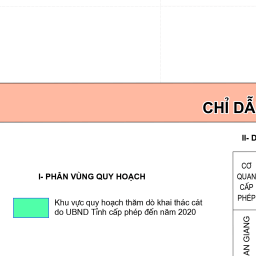 CHỈ DẪ
II- D
I- PHÂN VÙNG QUY HOẠCH
Khu vực quy hoạch thăm dò khai thác cát
do UBND Tỉnh cấp phép đến năm 2020
CƠ
QUAN
CẤP
PHÉP
AN GIANG